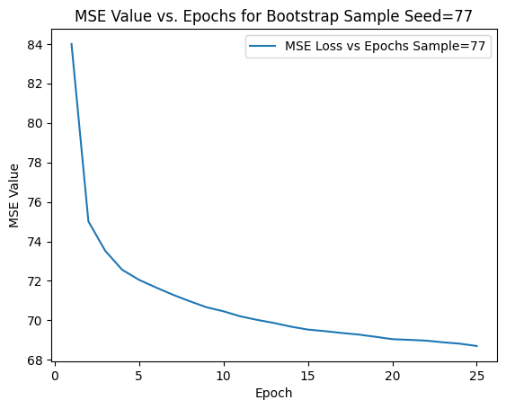 MSE Value vs. Epochs for Bootstrap Sample Seed=77
MSE Loss vs Epochs Sample=77
84
82
80
78
76
74
72
70
68
MSE Value
0 5 10 15 20 25
Epoch